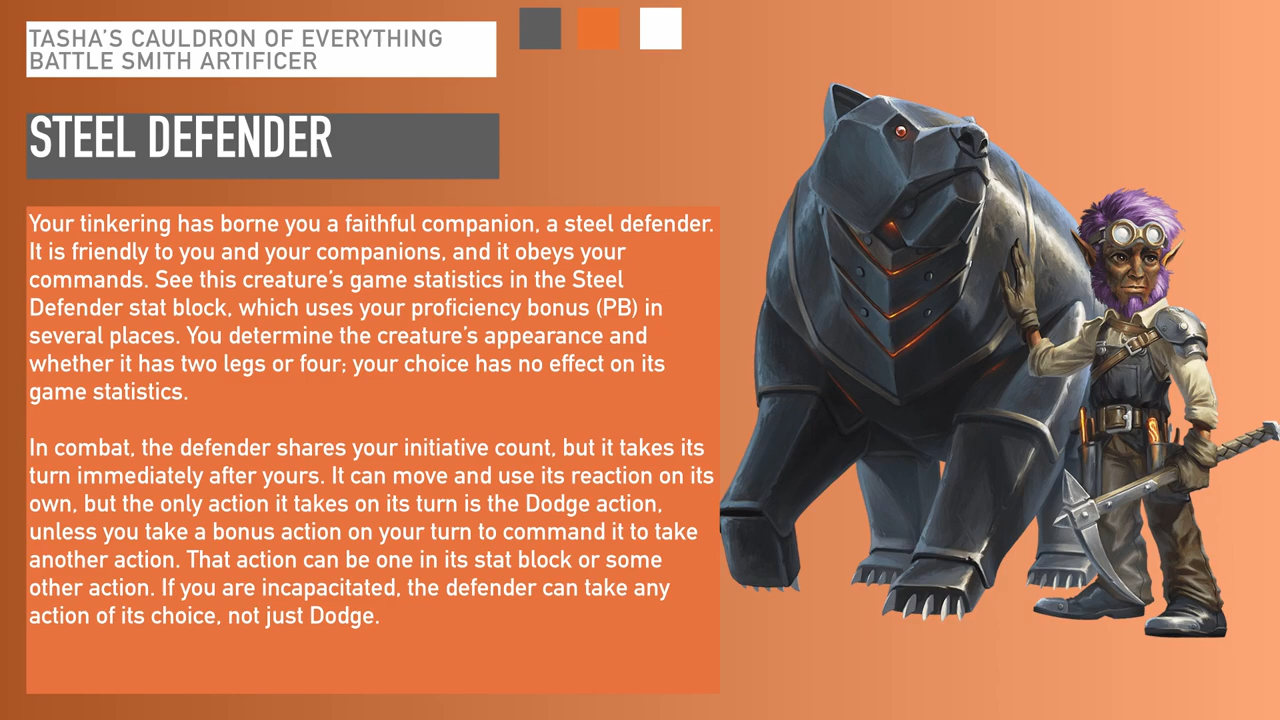 TASHA'S CAULDRON OF EVERYTHING
BATTLE SMITH ARTIFICER
STEEL DEFENDER
Your tinkering has borne you a faithful companion, a steel defender.
It is friendly to you and your companions, and it obeys your
commands. See this creature's game statistics in the Steel
Defender stat block, which uses your proficiency bonus (PB) in
several places. You determine the creature's appearance and
whether it has two legs or four; your choice has no effect on its
game statistics.
In combat, the defender shares your initiative count, but it takes its
turn immediately after yours. It can move and use its reaction on its
own, but the only action it takes on its turn is the Dodge action,
unless you take a bonus action on your turn to command it to take
another action. That action can be one in its stat block or some
other action. If you are incapacitated, the defender can take any
action of its choice, not just Dodge.